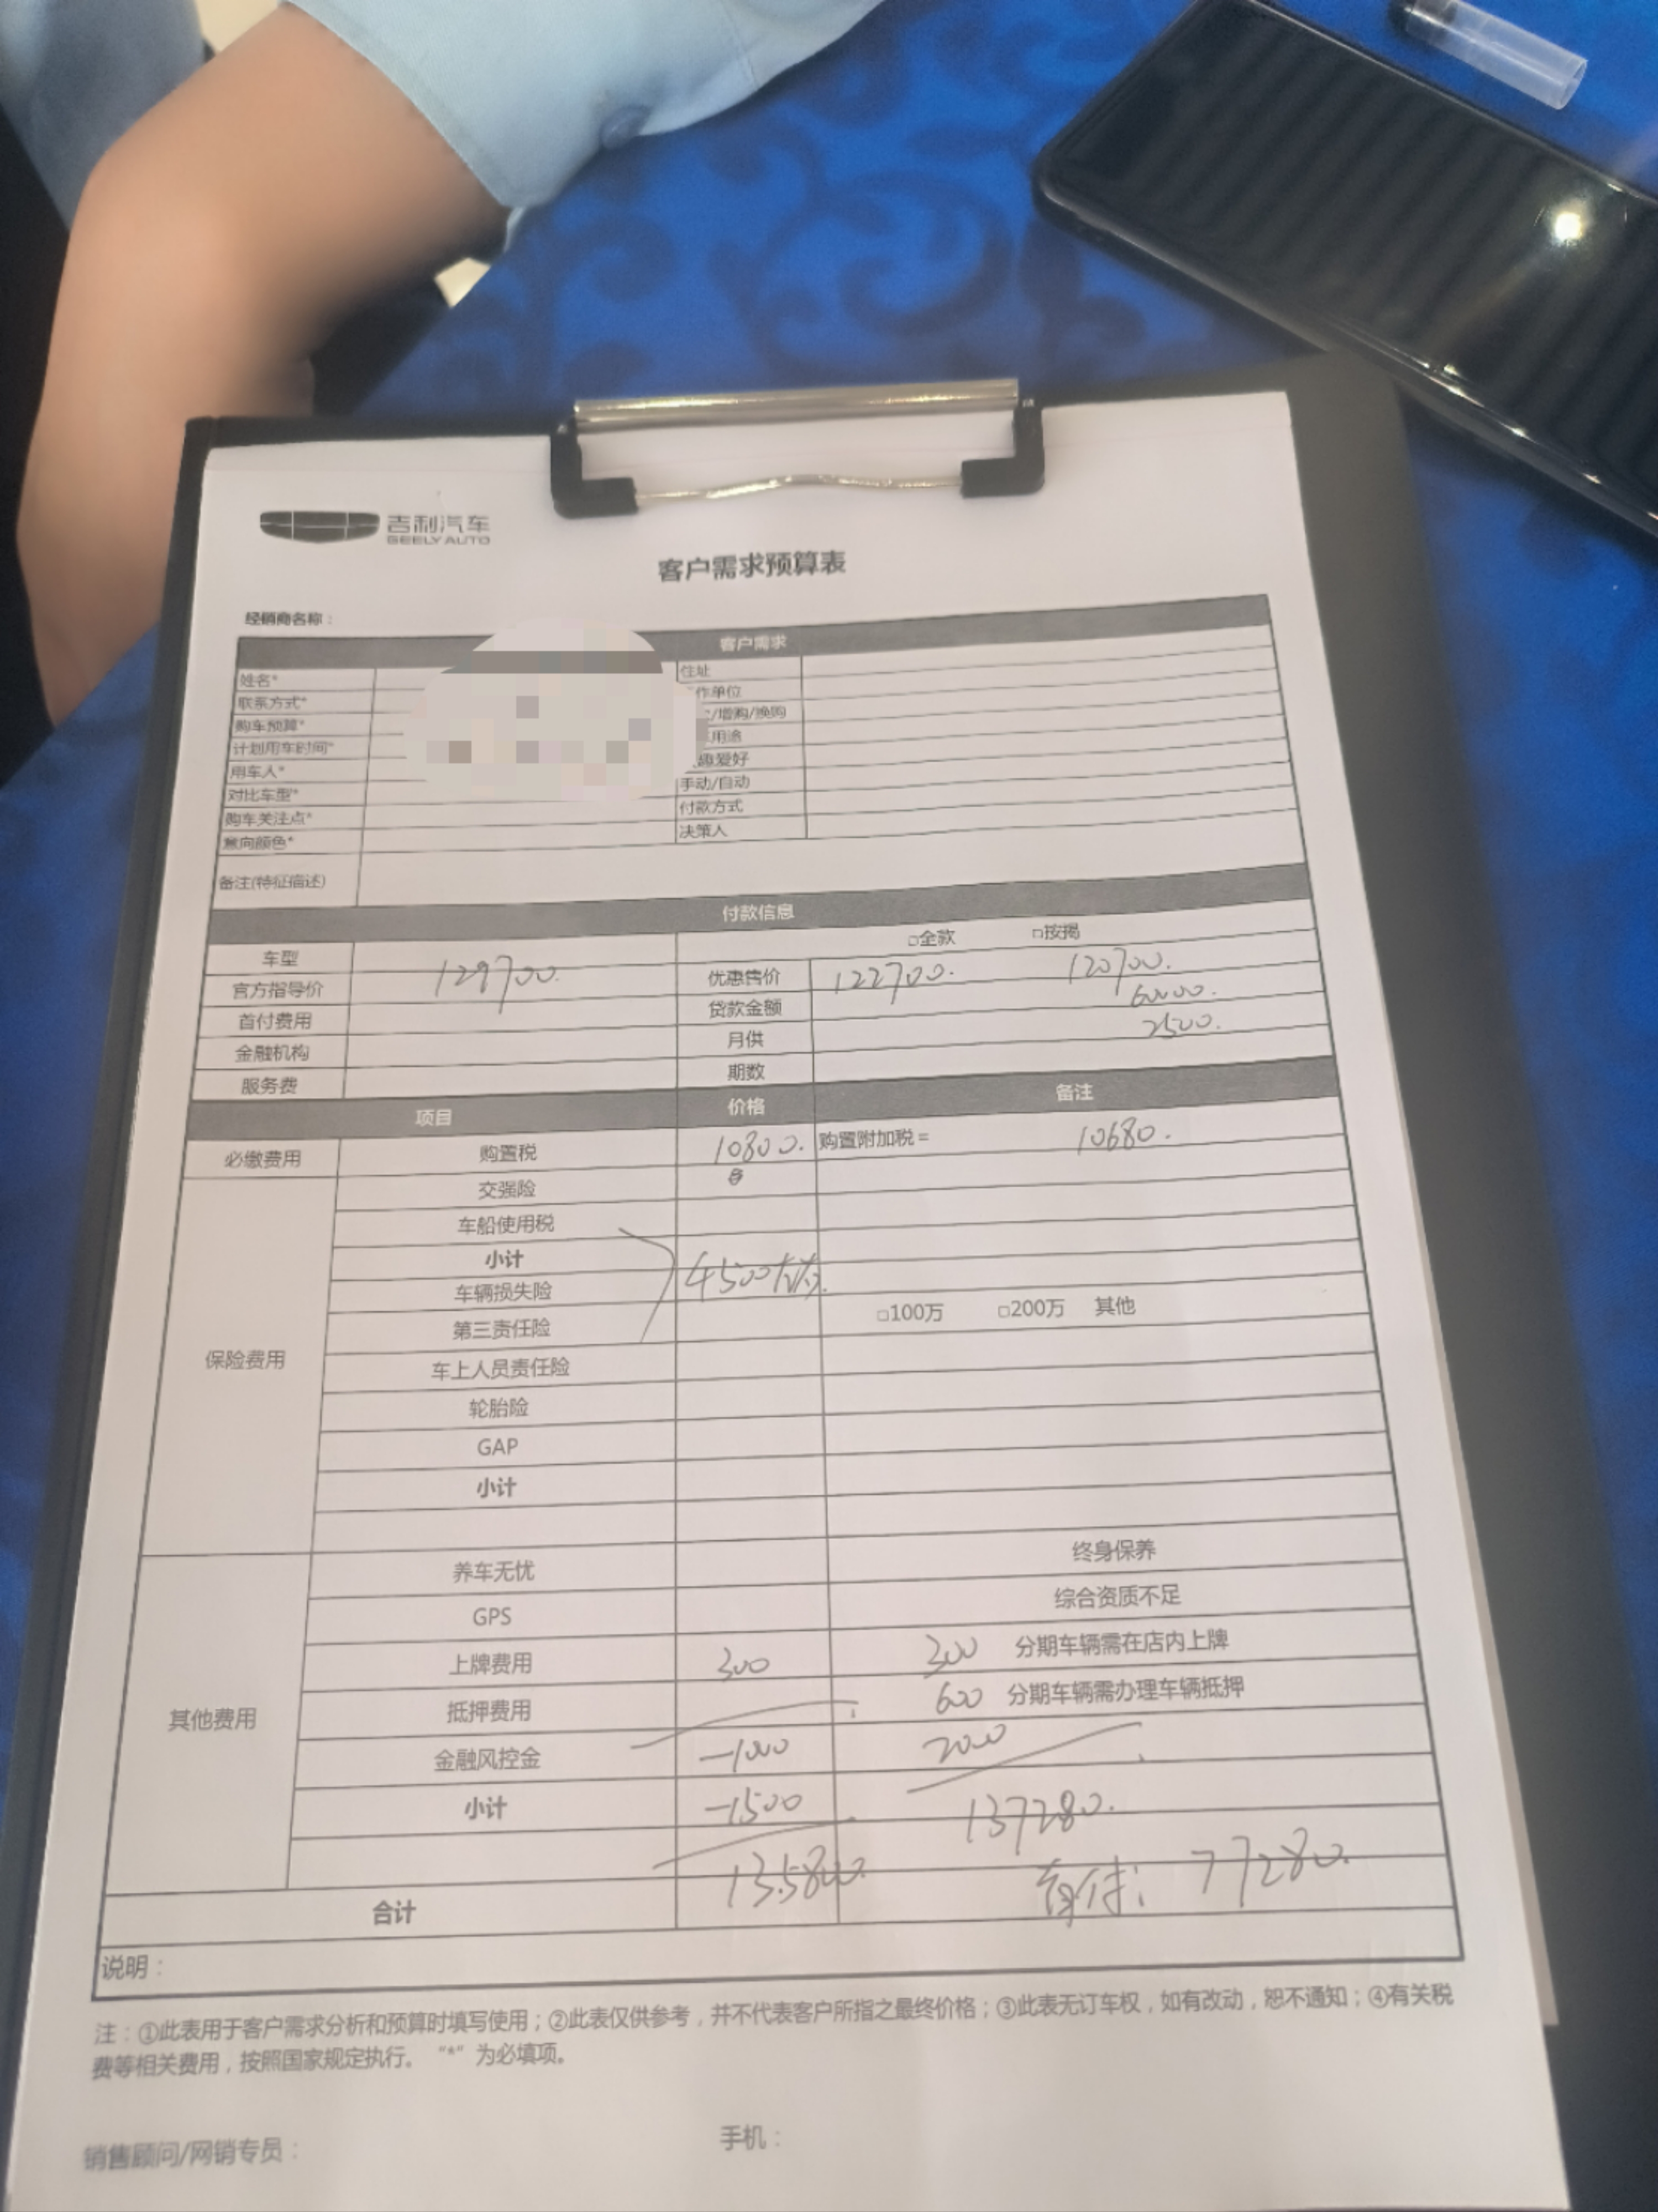 吉利汽车
GEELY AUTO
客户需求预算表
经销商名称：
客户需求
姓名* 住址
联系方式* 作单位
购车预算* /增购/换购
计划用车时间* 用途
用车人* 趣爱好
对比车型* 手动/自动
购车关注点* 付款方式
意向颜色* 决策人
备注(特征描述)
付款信息
车型 □全款 □按揭
官方指导价 129700. 优惠售价 122700. 120700.
首付费用 贷款金额 60000.
金融机构 月供 2500.
服务费 期数
项目 价格 备注
必缴费用 购置税 10800. 购置附加税= 10680.
交强险
车船使用税
小计
车辆损失险 4500左右.
第三责任险 □100万 □200万 其他
保险费用
车上人员责任险
轮胎险
GAP
小计
养车无忧 终身保养
GPS 综合资质不足
上牌费用 300 300 分期车辆需在店内上牌
其他费用 抵押费用 600 分期车辆需办理车辆抵押
金融风控金 -1000 2000
小计 -1500 137280.
135800. 首付: 77280.
合计
说明：
注：①此表用于客户需求分析和预算时填写使用；②此表仅供参考，并不代表客户所指之最终价格；③此表无订车权，如有改动，恕不通知；④有关税
费等相关费用，按照国家规定执行。“*”为必填项。
销售顾问/网销专员： 手机：